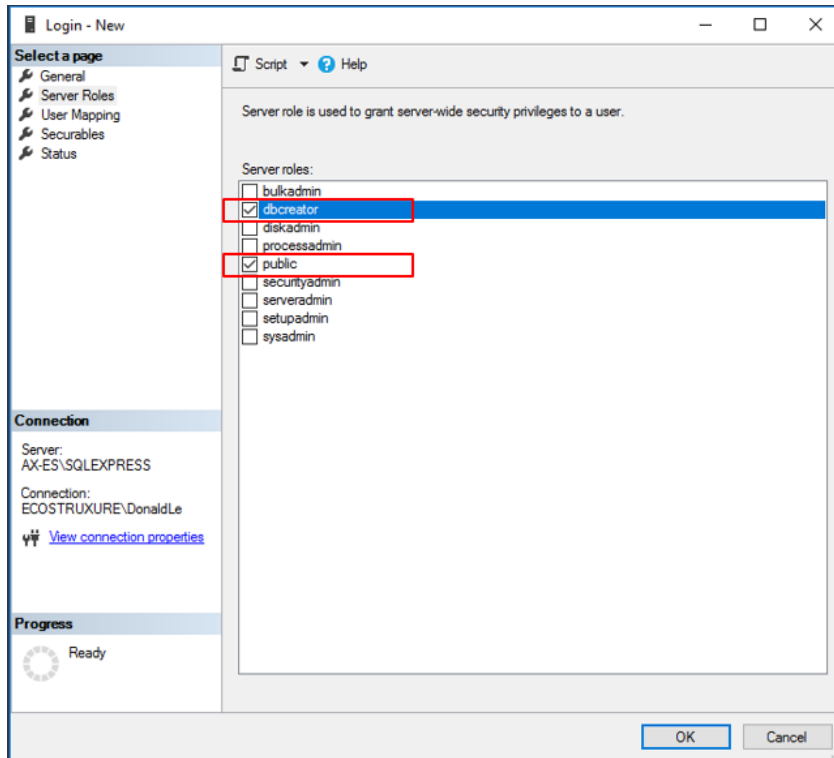 Login - New
Select a page
General
Server Roles
User Mapping
Securables
Status
Script
Help
Server role is used to grant server-wide security privileges to a user.
Server roles:
bulkadmin
dbcreator
diskadmin
processadmin
public
securityadmin
serveradmin
setupadmin
sysadmin
Connection
Server:
AX-ES\SQLEXPRESS
Connection:
ECOSTRUXURE\DonaldLe
View connection properties
Progress
Ready
OK
Cancel